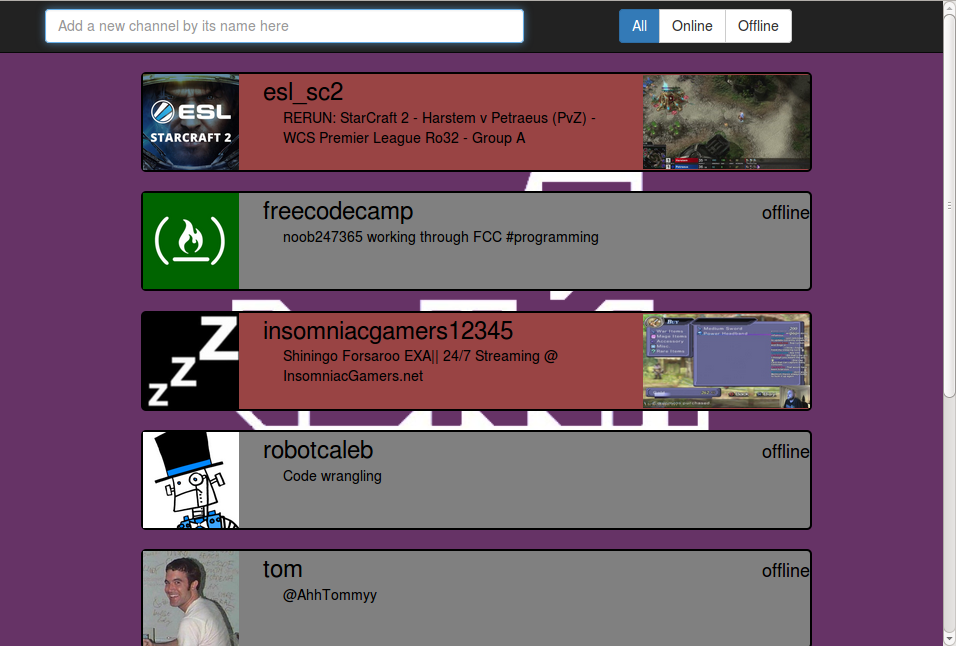 Add a new channel by its name here
All Online Offline
ESL
STARCRAFT 2
esl_sc2
RERUN: StarCraft 2 - Harstem v Petraeus (PvZ) -
WCS Premier League Ro32 - Group A
freecodecamp
offline
noob247365 working through FCC #programming
Z
Z
Z
insomniacgamers12345
Shiningo Forsaroo EXA|| 24/7 Streaming @
InsomniacGamers.net
robotcaleb
offline
Code wrangling
tom
offline
@AhhTommyy